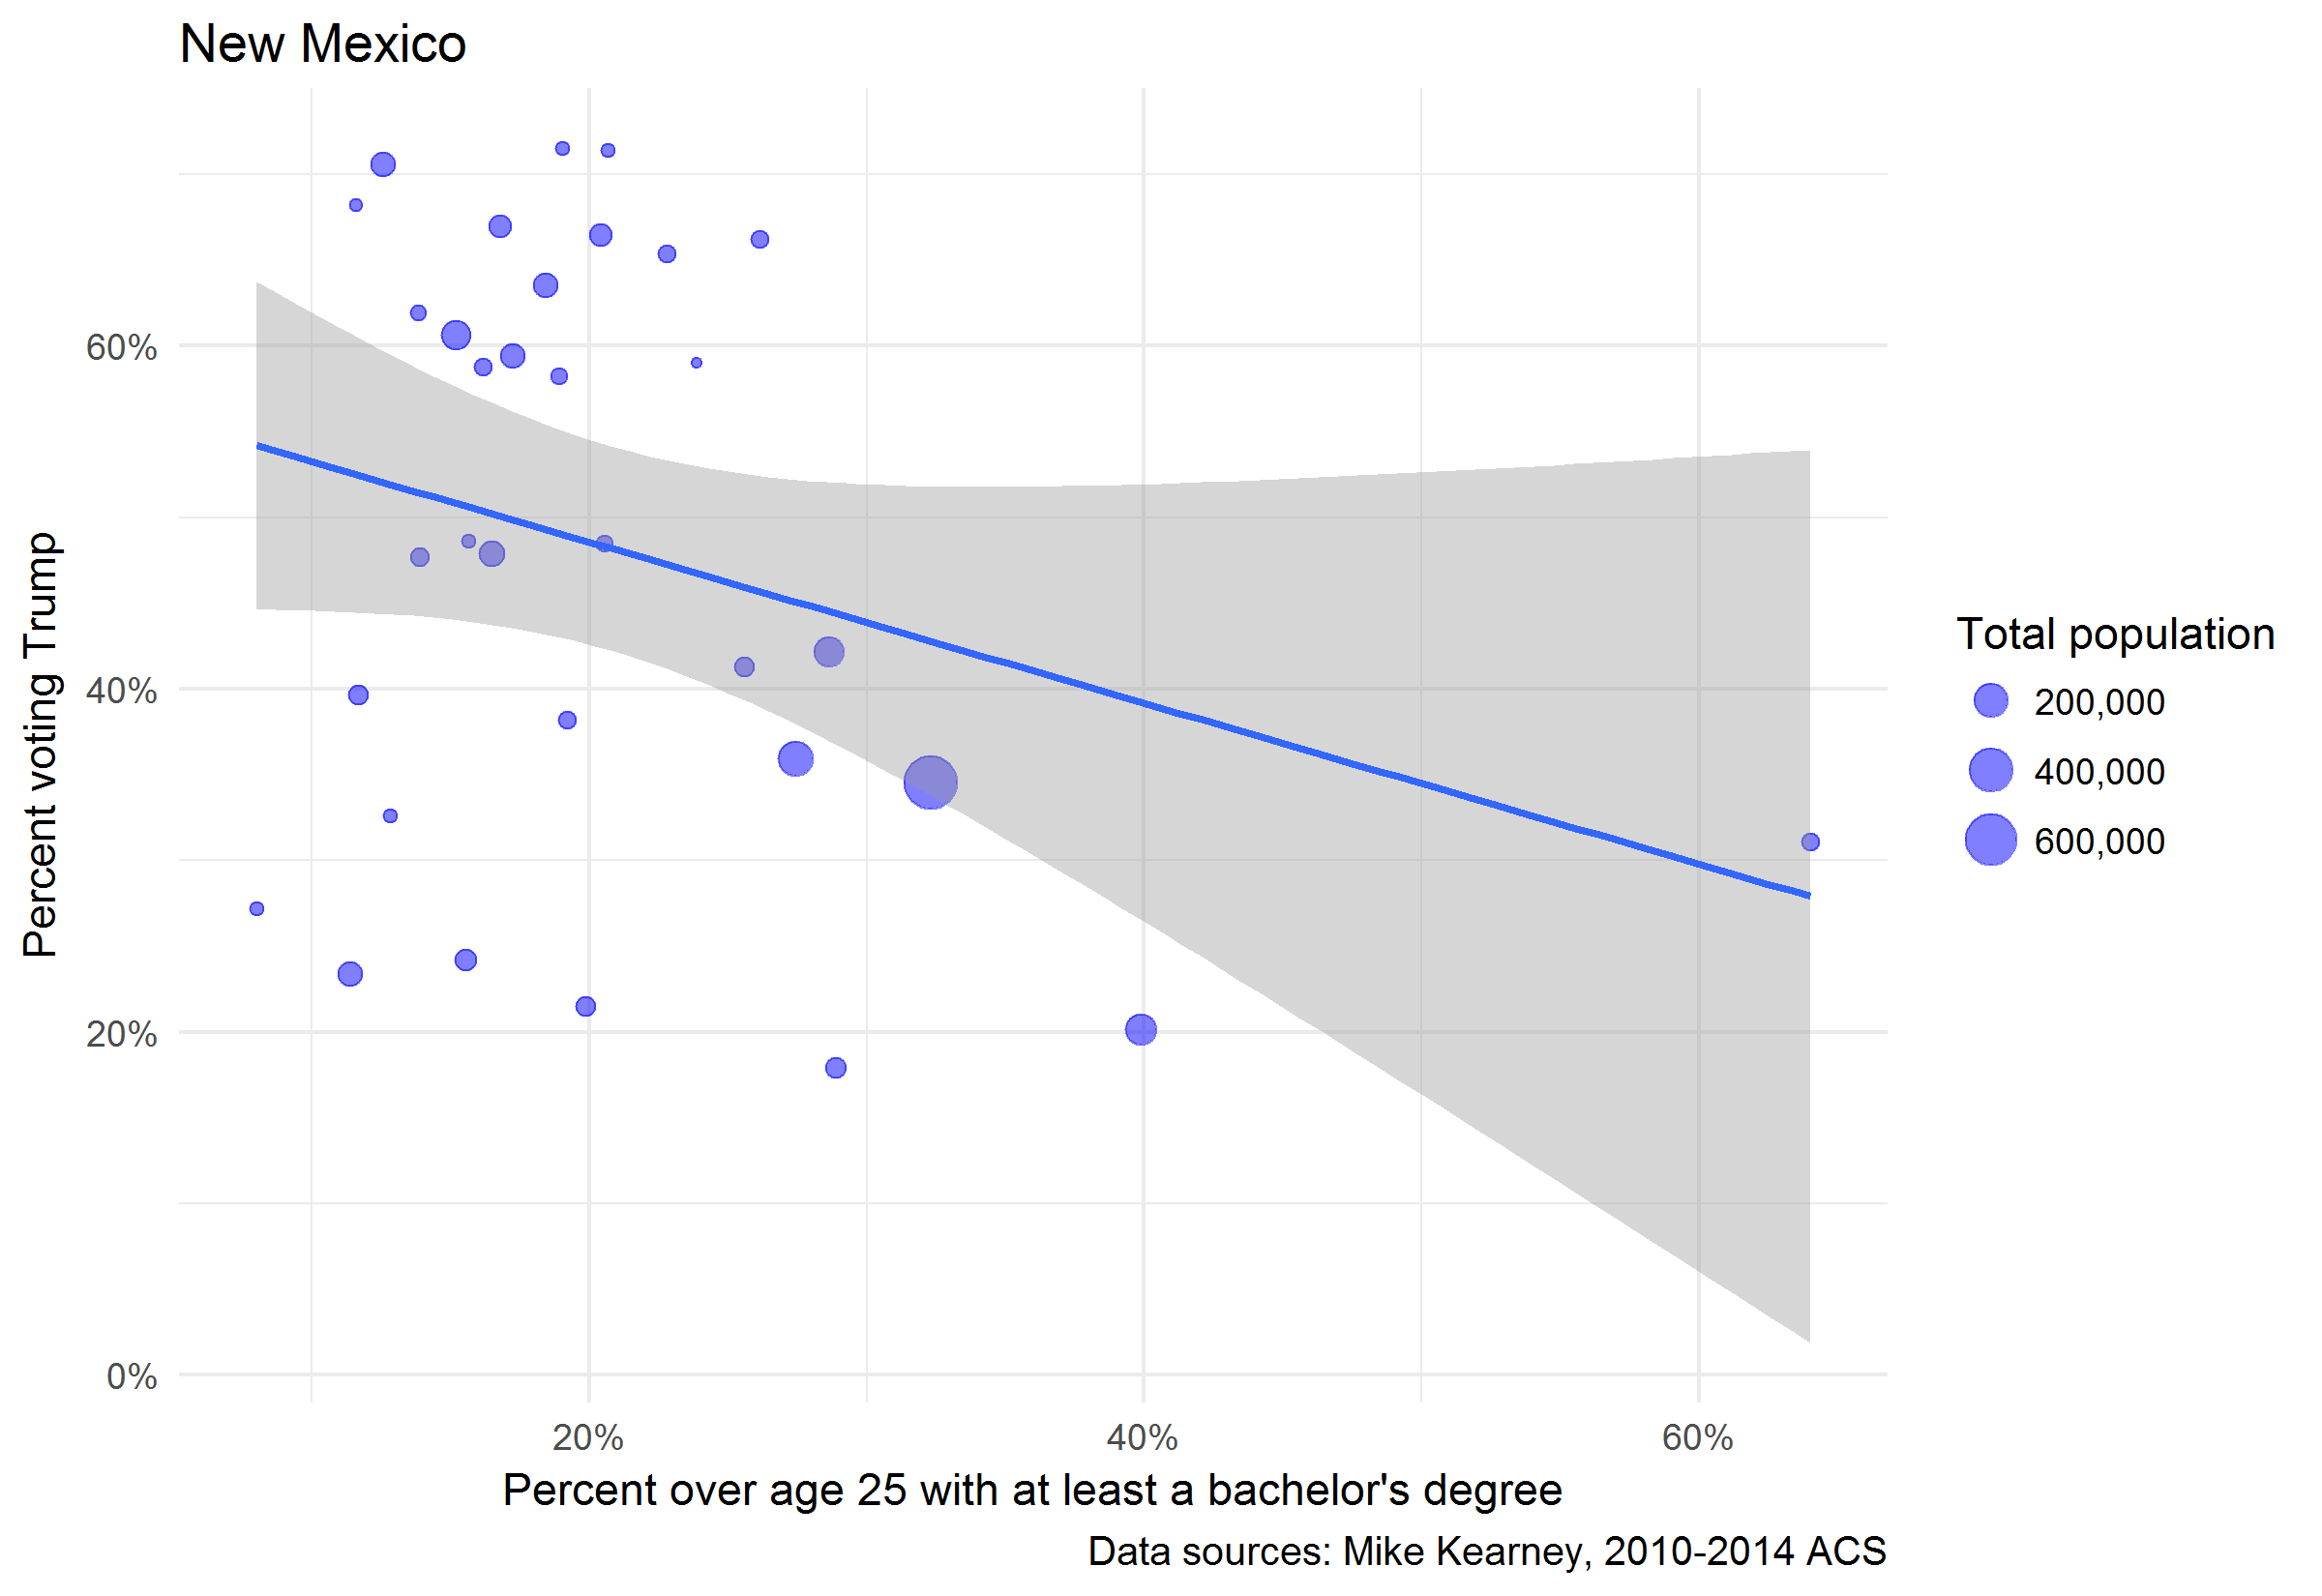 New Mexico
Percent voting Trump
60%
40%
20%
0%
20%
40%
60%
Percent over age 25 with at least a bachelor's degree
Data sources: Mike Kearney, 2010-2014 ACS
Total population
200,000
400,000
600,000